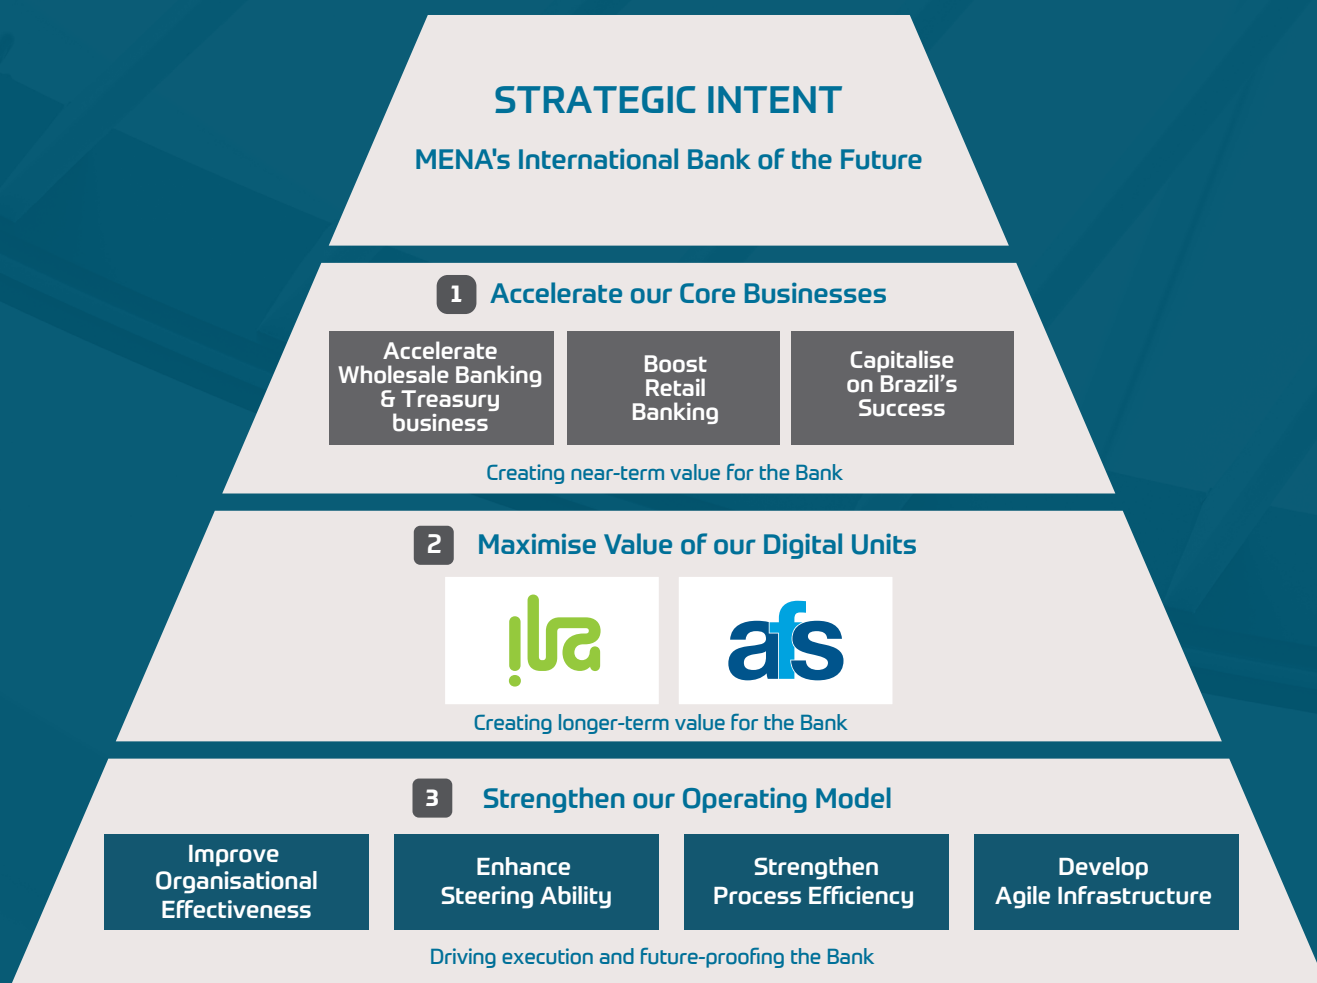 STRATEGIC INTENT
MENA's International Bank of the Future
1 Accelerate our Core Businesses
Accelerate
Wholesale Banking
& Treasury
business
Boost
Retail
Banking
Capitalise
on Brazil’s
Success
Creating near-term value for the Bank
2 Maximise Value of our Digital Units
ila
afs
Creating longer-term value for the Bank
3 Strengthen our Operating Model
Improve
Organisational
Effectiveness
Enhance
Steering Ability
Strengthen
Process Efficiency
Develop
Agile Infrastructure
Driving execution and future-proofing the Bank